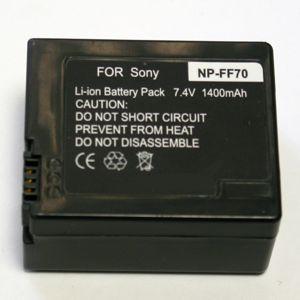 FOR Sony NP-FF70
Li-ion Battery Pack 7.4V 1400mAh
CAUTION:
DO NOT SHORT CIRCUIT
PREVENT FROM HEAT
DO NOT DISASSEMBLE